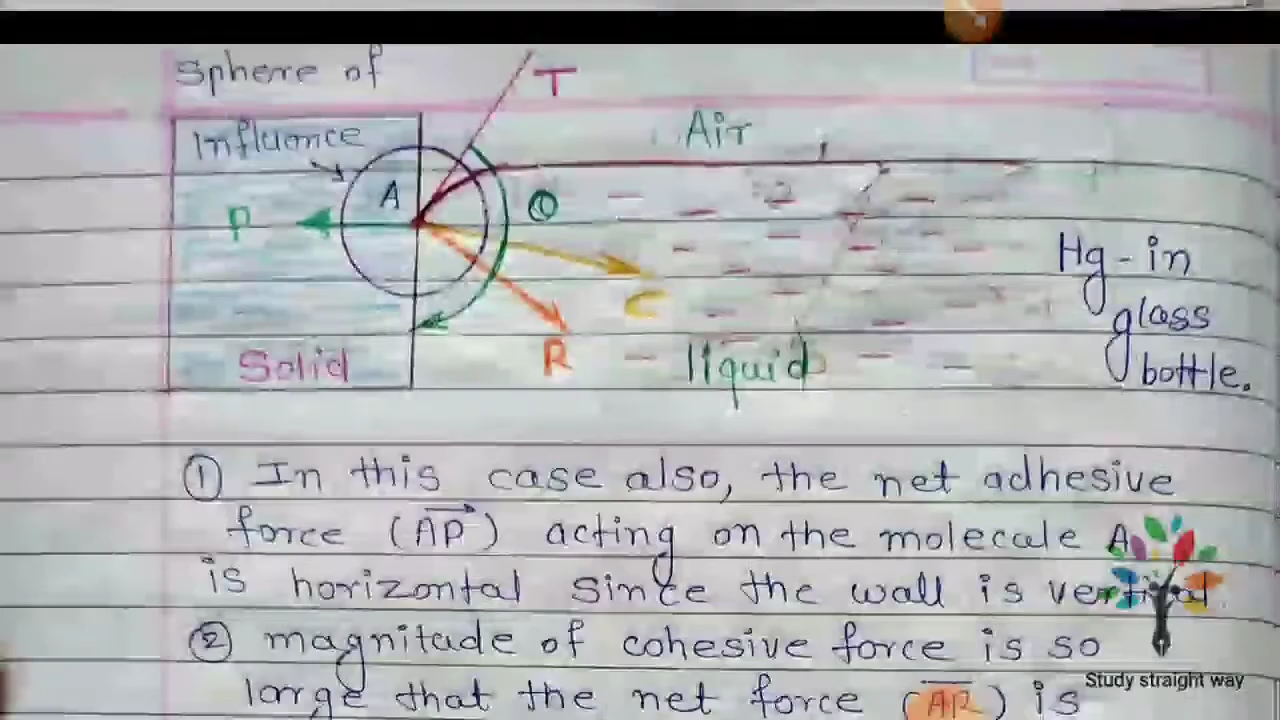 Sphere of
T
Influence
Air
A
P
θ
Hg-in
glass
bottle.
C
R
Solid
liquid
① In this case also, the net adhesive
force (AP) acting on the molecule A
is horizontal since the wall is vertical.
② magnitude of cohesive force is so
large that the net force (AR) is
Study straight way